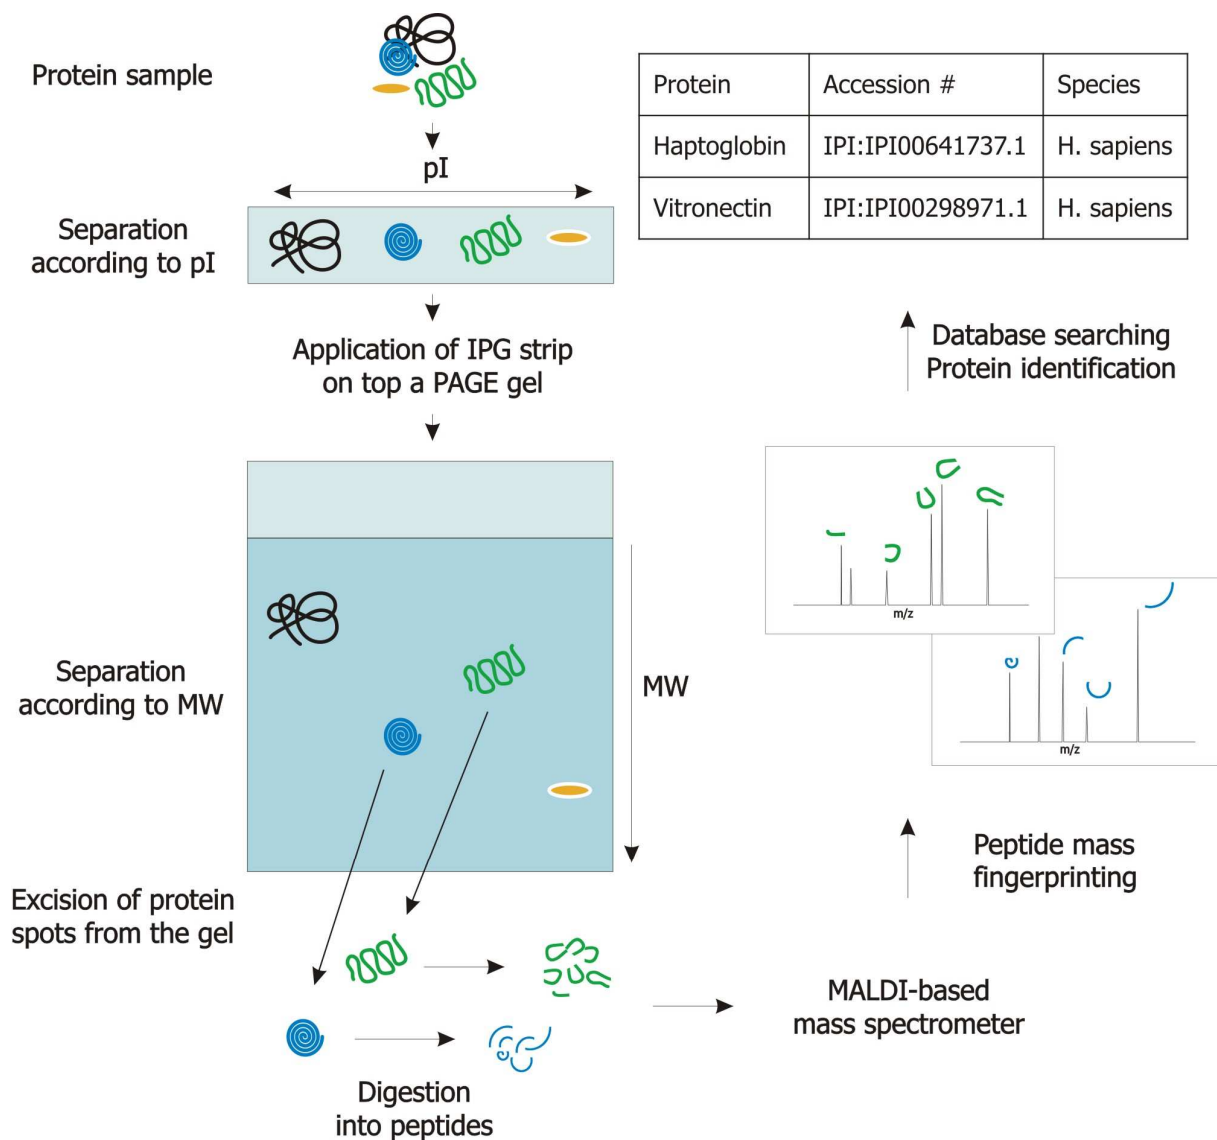 Protein sample
pI
Separation
according to pI
Application of IPG strip
on top a PAGE gel
Separation
according to MW
MW
Excision of protein
spots from the gel
Digestion
into peptides
MALDI-based
mass spectrometer
Peptide mass
fingerprinting
m/z
m/z
Database searching
Protein identification
Protein Accession # Species
Haptoglobin IPI:IPI00641737.1 H. sapiens
Vitronectin IPI:IPI00298971.1 H. sapiens